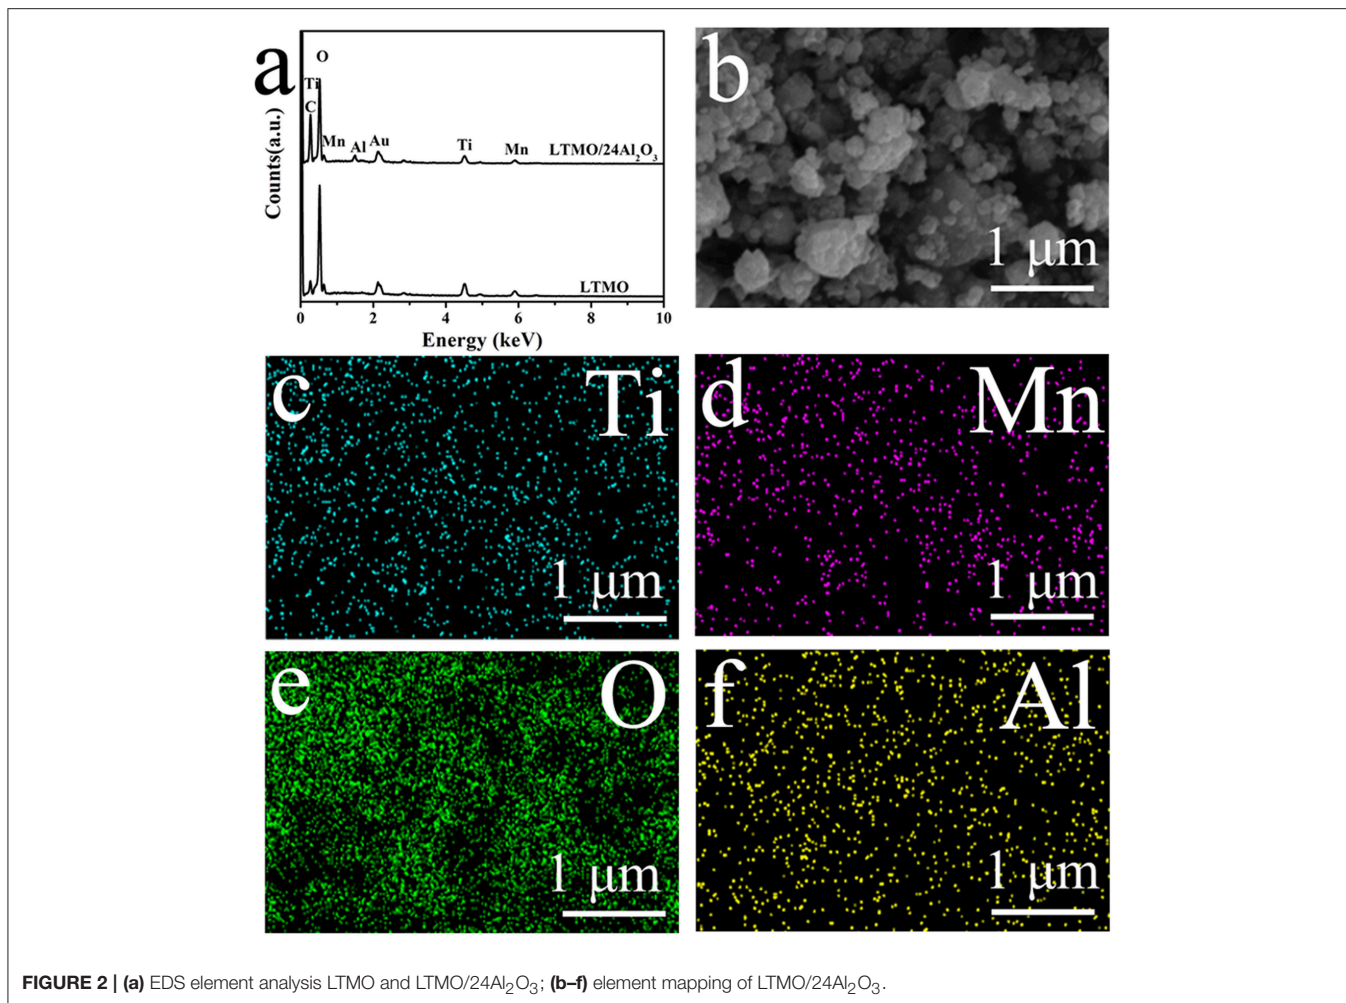 a
O
Ti
C
Mn
Al
Au
Ti
Mn
LTMO/24Al₂O₃
LTMO
Counts(a.u.)
0 2 4 6 8 10
Energy (keV)
b
1 μm
c
Ti
1 μm
d
Mn
1 μm
e
O
1 μm
f
Al
1 μm
FIGURE 2 | (a) EDS element analysis LTMO and LTMO/24Al₂O₃; (b–f) element mapping of LTMO/24Al₂O₃.